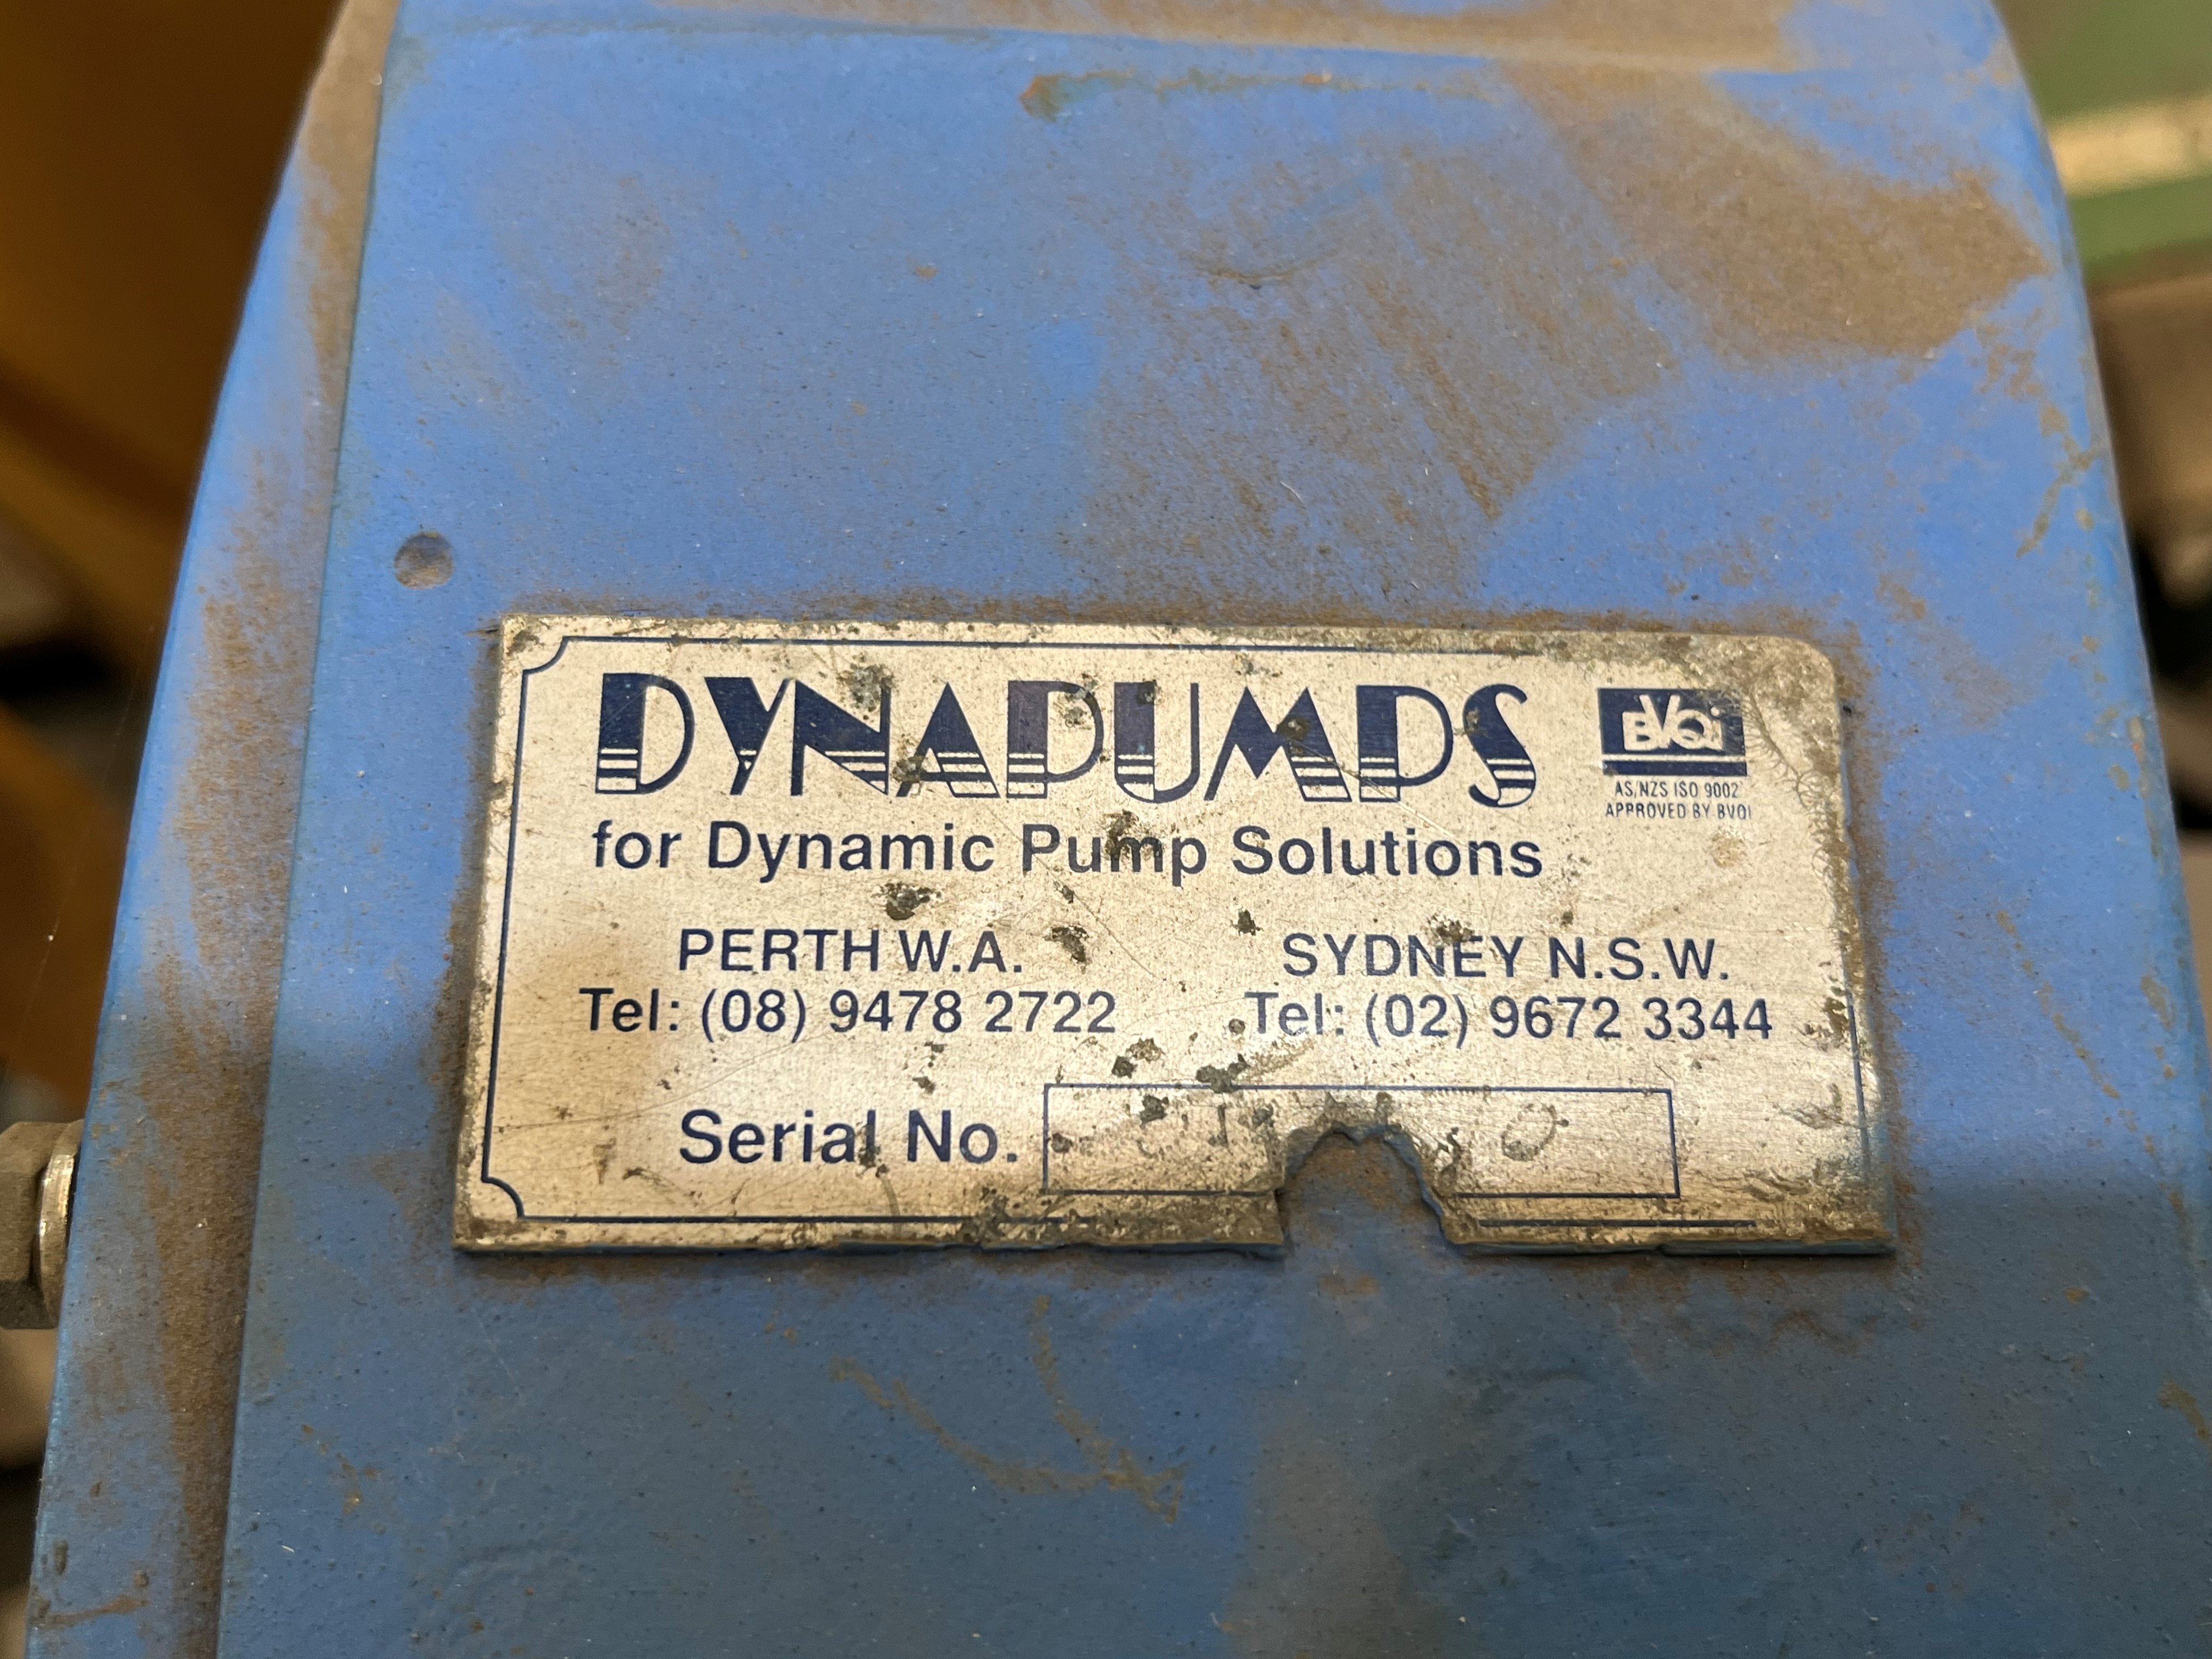 DYNAPUMPS
BVQi
AS/NZS ISO 9002
APPROVED BY BVQI
for Dynamic Pump Solutions
PERTH W.A.
Tel: (08) 9478 2722
SYDNEY N.S.W.
Tel: (02) 9672 3344
Serial No.